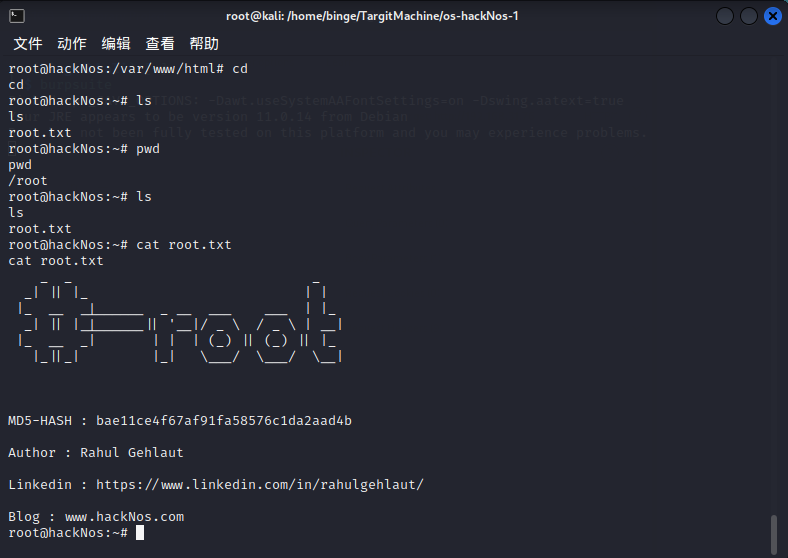 root@kali: /home/binge/TargitMachine/os-hackNos-1
文件 动作 编辑 查看 帮助
root@hackNos:/var/www/html# cd
cd
root@hackNos:~# ls
ls
root.txt
root@hackNos:~# pwd
pwd
/root
root@hackNos:~# ls
ls
root.txt
root@hackNos:~# cat root.txt
cat root.txt
#root
MD5-HASH : bae11ce4f67af91fa58576c1da2aad4b
Author : Rahul Gehlaut
Linkedin : https://www.linkedin.com/in/rahulgehlaut/
Blog : www.hackNos.com
root@hackNos:~#